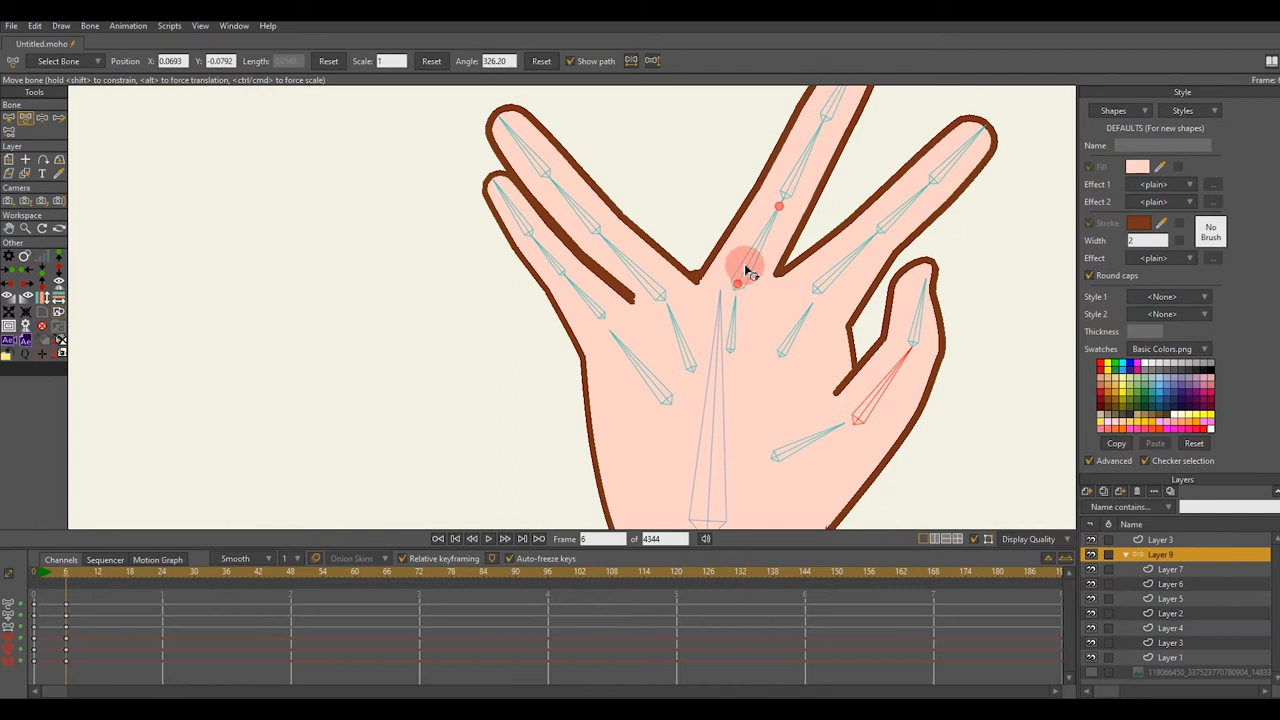 File Edit Draw Bone Animation Scripts View Window Help
Untitled.moho
Select Bone Position X: 0.0693 Y: -0.0792 Length: Reset Scale: 1 Reset Angle: 326.20 Reset Show path
Move bone (hold <shift> to constrain, <alt> to force translation, <ctrl/cmd> to force scale) Frame: 6
Tools
Bone
Layer
Camera
Workspace
Other
Style
Shapes Styles
DEFAULTS (For new shapes)
Name
Fill
Effect 1 <plain> ...
Effect 2 <plain> ...
Stroke
No
Brush
Width 2
Effect <plain> ...
Round caps
Style 1 <None>
Style 2 <None>
Thickness
Swatches Basic Colors.png
Copy Paste Reset
Advanced Checker selection
Layers
Name contains...
Name
Layer 3
Layer 9
Layer 7
Layer 6
Layer 5
Layer 2
Layer 4
Layer 3
Layer 1
Frame 6 of 4344 Display Quality
Channels Sequencer Motion Graph Smooth 1 Onion Skins Relative keyframing Auto-freeze keys
0 6 12 18 24 30 36 42 48 54 60 66 72 78 84 90 96 102 108 114 120 126 132 138 144 150 156 162 168 174 180 186
0 1 2 3 4 5 6 7